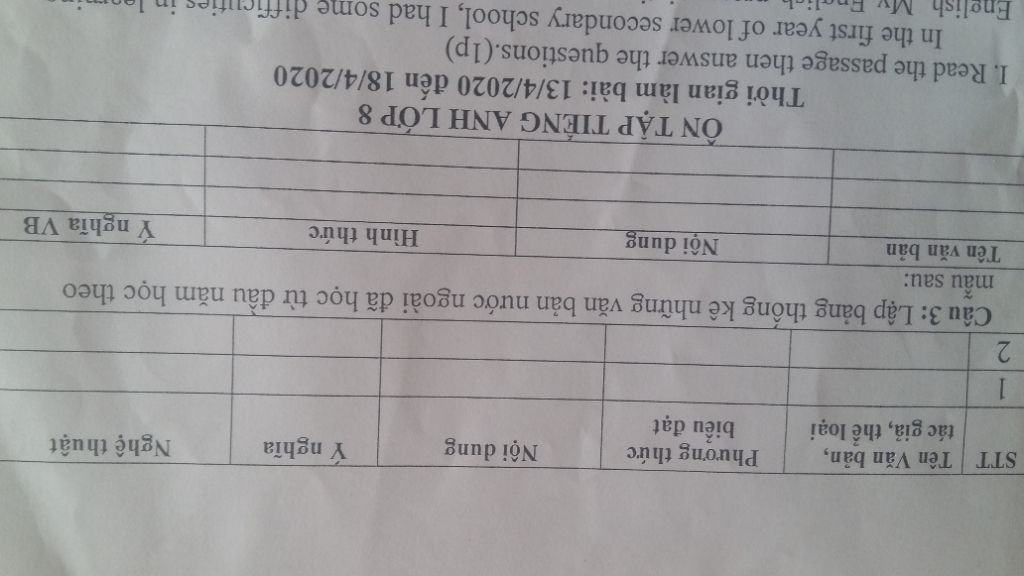 STT Tên Văn bản, Phương thức Nội dung Ý nghĩa Nghệ thuật
tác giả, thể loại biểu đạt
1
2
Câu 3: Lập bảng thống kê những văn bản nước ngoài đã học từ đầu năm học theo
mẫu sau:
Tên văn bản Nội dung Hình thức Ý nghĩa VB
ÔN TẬP TIẾNG ANH LỚP 8
Thời gian làm bài: 13/4/2020 đến 18/4/2020
I. Read the passage then answer the questions.(1p)
In the first year of lower secondary school, I had some difficuties in learning
English. My English